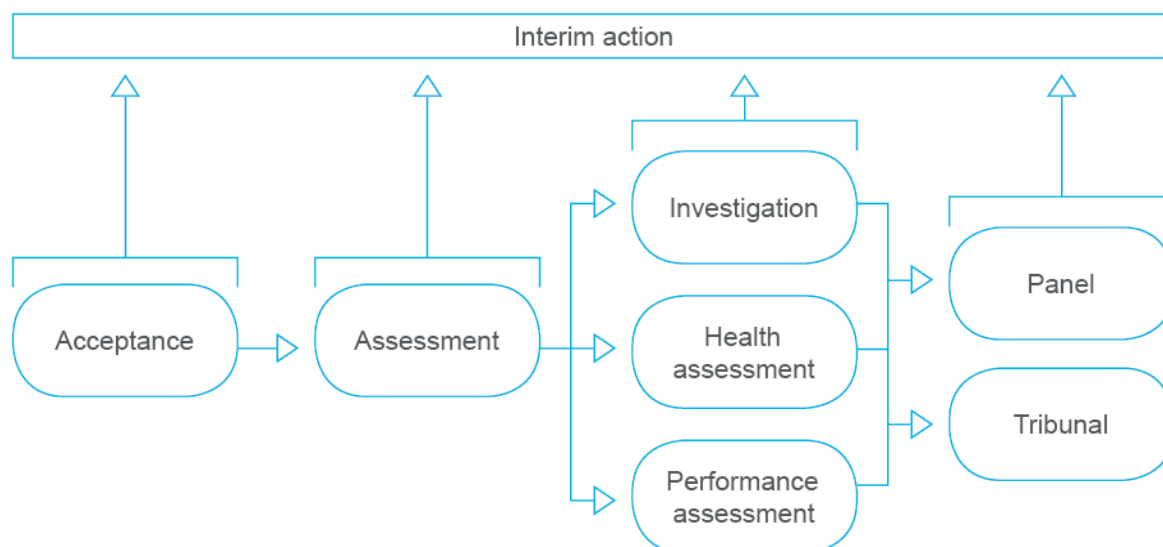 Interim action
Acceptance
Assessment
Investigation
Health
assessment
Performance
assessment
Panel
Tribunal